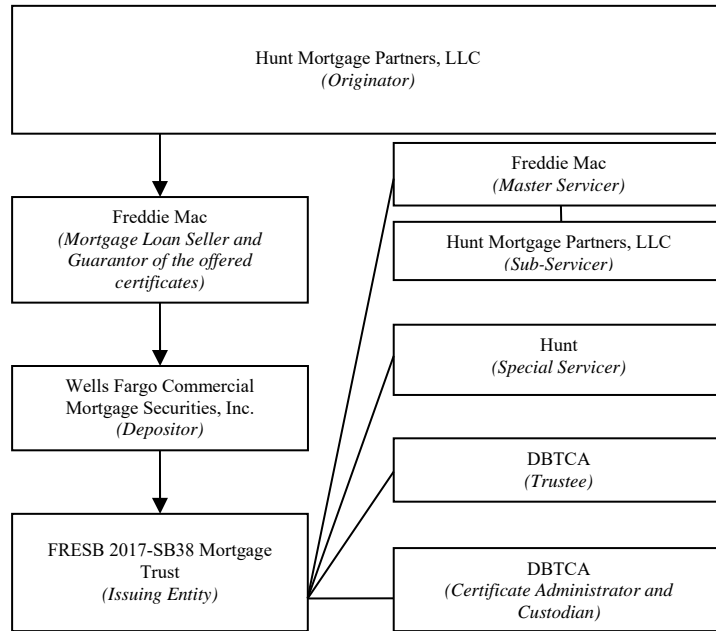 Hunt Mortgage Partners, LLC
(Originator)
Freddie Mac
(Master Servicer)
Freddie Mac
(Mortgage Loan Seller and
Guarantor of the offered
certificates)
Hunt Mortgage Partners, LLC
(Sub-Servicer)
Hunt
(Special Servicer)
Wells Fargo Commercial
Mortgage Securities, Inc.
(Depositor)
DBTCA
(Trustee)
FRESB 2017-SB38 Mortgage
Trust
(Issuing Entity)
DBTCA
(Certificate Administrator and
Custodian)